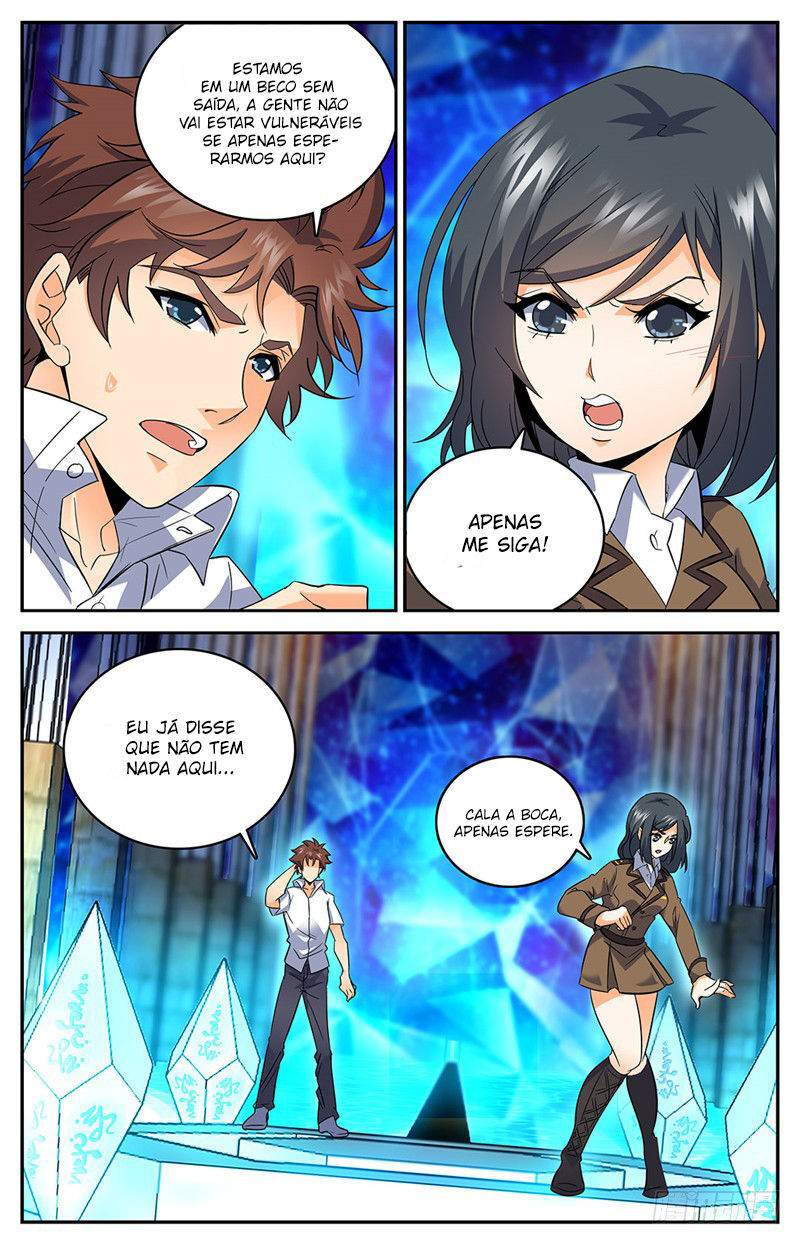 ESTAMOS
EM UM BECO SEM
SAÍDA, A GENTE NÃO
VAI ESTAR VULNERÁVEIS
SE APENAS ESPE-
RARMOS AQUI?
APENAS
ME SIGA!
EU JÁ DISSE
QUE NÃO TEM
NADA AQUI...
CALA A BOCA,
APENAS ESPERE.